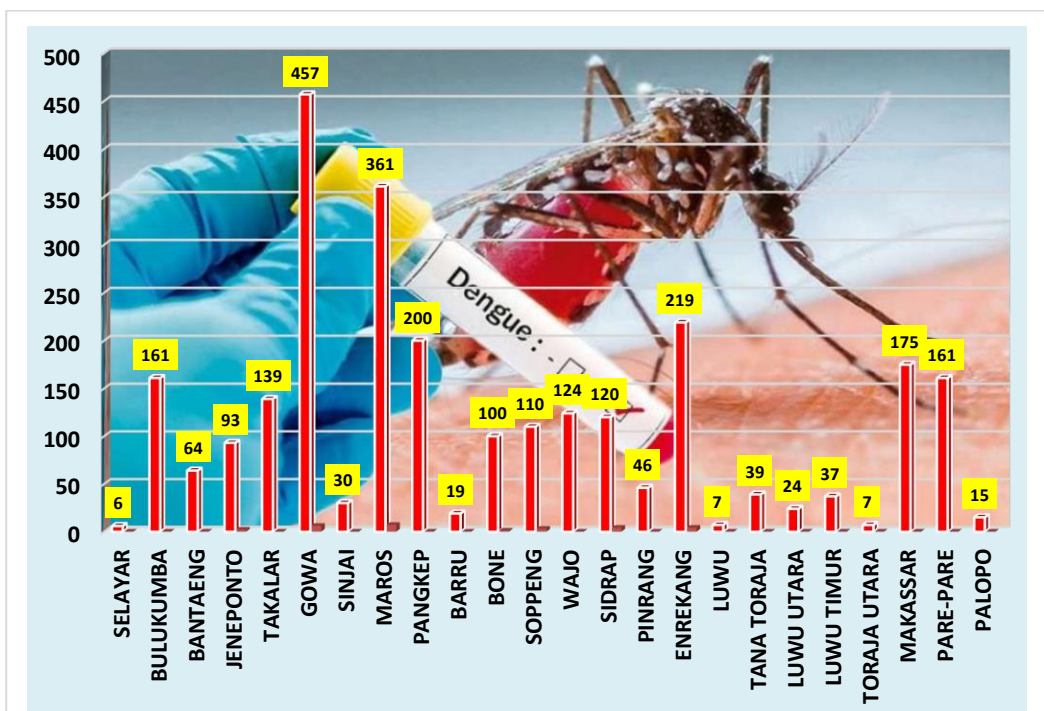 500
450
400
350
300
250
200
150
100
50
0
6
161
64
93
139
457
30
361
200
19
100
110
124
120
46
219
7
39
24
37
7
175
161
15
Dengue:
SELAYAR
BULUKUMBA
BANTAENG
JENEPONTO
TAKALAR
GOWA
SINJAI
MAROS
PANGKEP
BARRU
BONE
SOPPENG
WAJO
SIDRAP
PINRANG
ENREKANG
LUWU
TANA TORAJA
LUWU UTARA
LUWU TIMUR
TORAJA UTARA
MAKASSAR
PARE-PARE
PALOPO